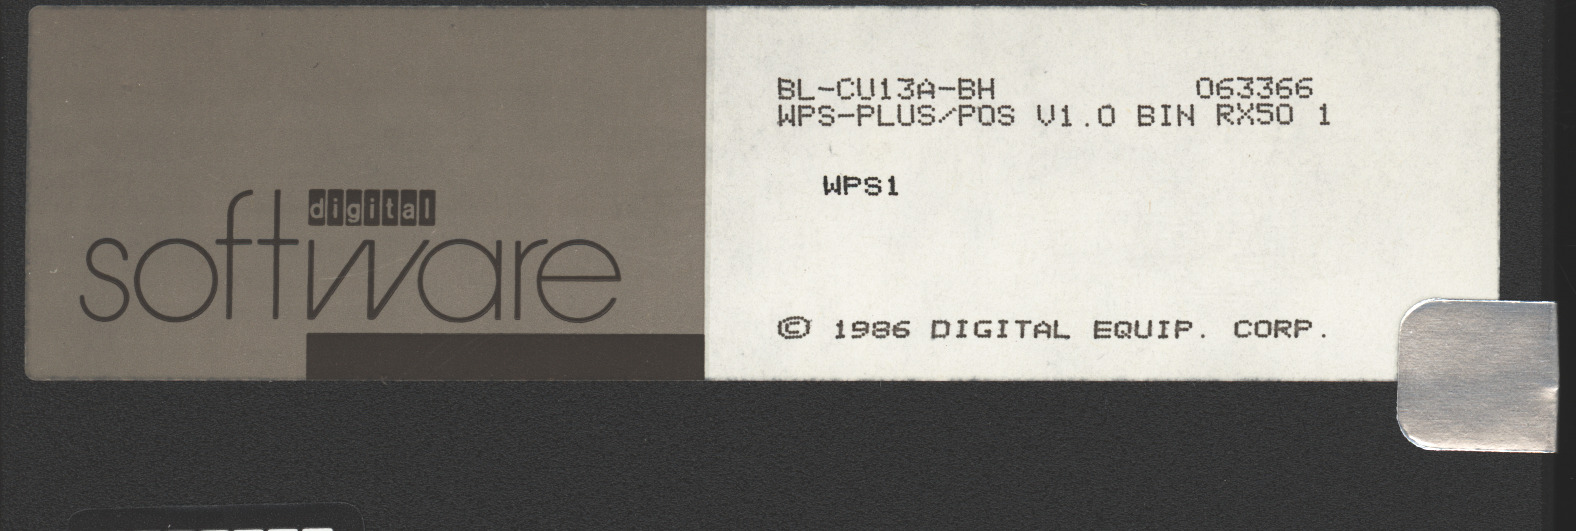 digital
software
BL-CU13A-BH 063366
WPS-PLUS/POS V1.0 BIN RX50 1
WPS1
© 1986 DIGITAL EQUIP. CORP.